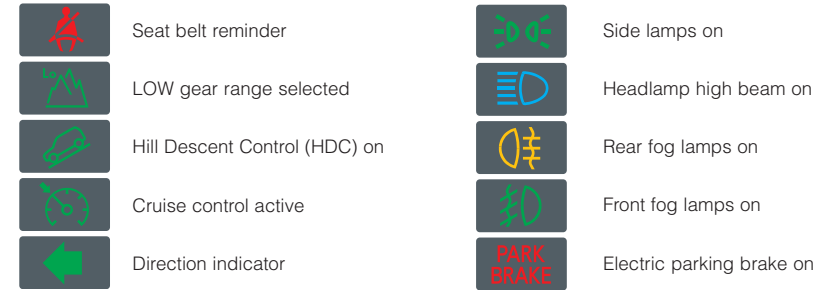 Seat belt reminder
Lo
LOW gear range selected
Hill Descent Control (HDC) on
Cruise control active
Direction indicator
Side lamps on
Headlamp high beam on
Rear fog lamps on
Front fog lamps on
PARK
BRAKE
Electric parking brake on